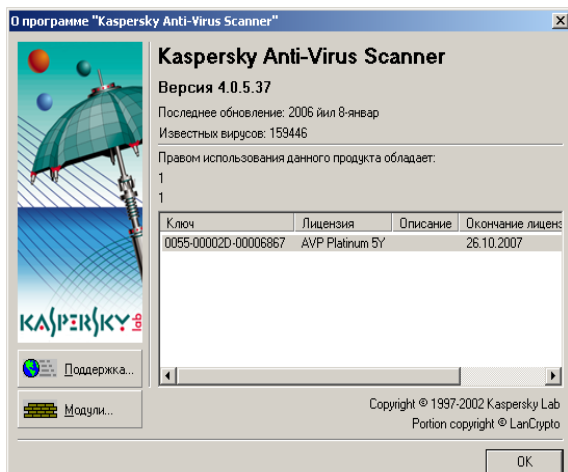 О программе "Kaspersky Anti-Virus Scanner"
Kaspersky Anti-Virus Scanner
Версия 4.0.5.37
Последнее обновление: 2006 йил 8-январ
Известных вирусов: 159446
Правом использования данного продукта обладает:
1
1
Ключ Лицензия Описание Окончание лиценз
0055-00002D-00006867 AVP Platinum 5Y 26.10.2007
KASPERSKY lab
Поддержка...
Модули...
Copyright © 1997-2002 Kaspersky Lab
Portion copyright © LanCrypto
OK